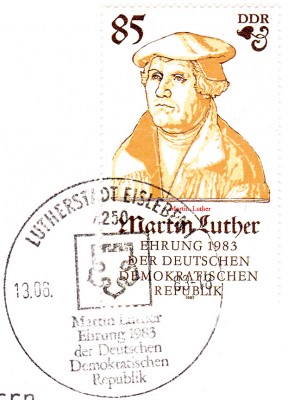 85
DDR
Martin Luther
Martin Luther
EHRUNG 1983
DER DEUTSCHEN
DEMOKRATISCHEN
REPUBLIK
LUTHERSTADT EISLEBEN
4250
13.06.
Martin Luther
Ehrung 1983
der Deutschen
Demokratischen
Republik